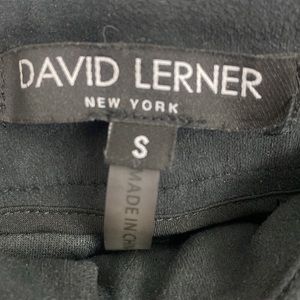 DAVID LERNER
NEW YORK
S
MADE IN